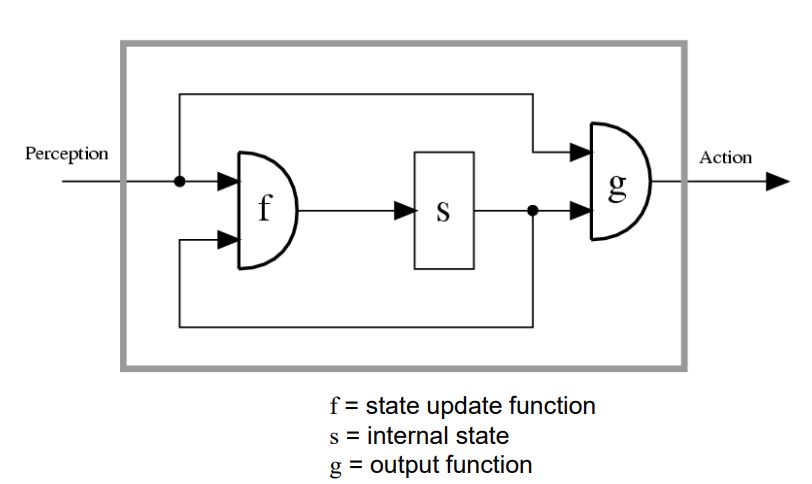 Perception
Action
f
s
g
f = state update function
s = internal state
g = output function